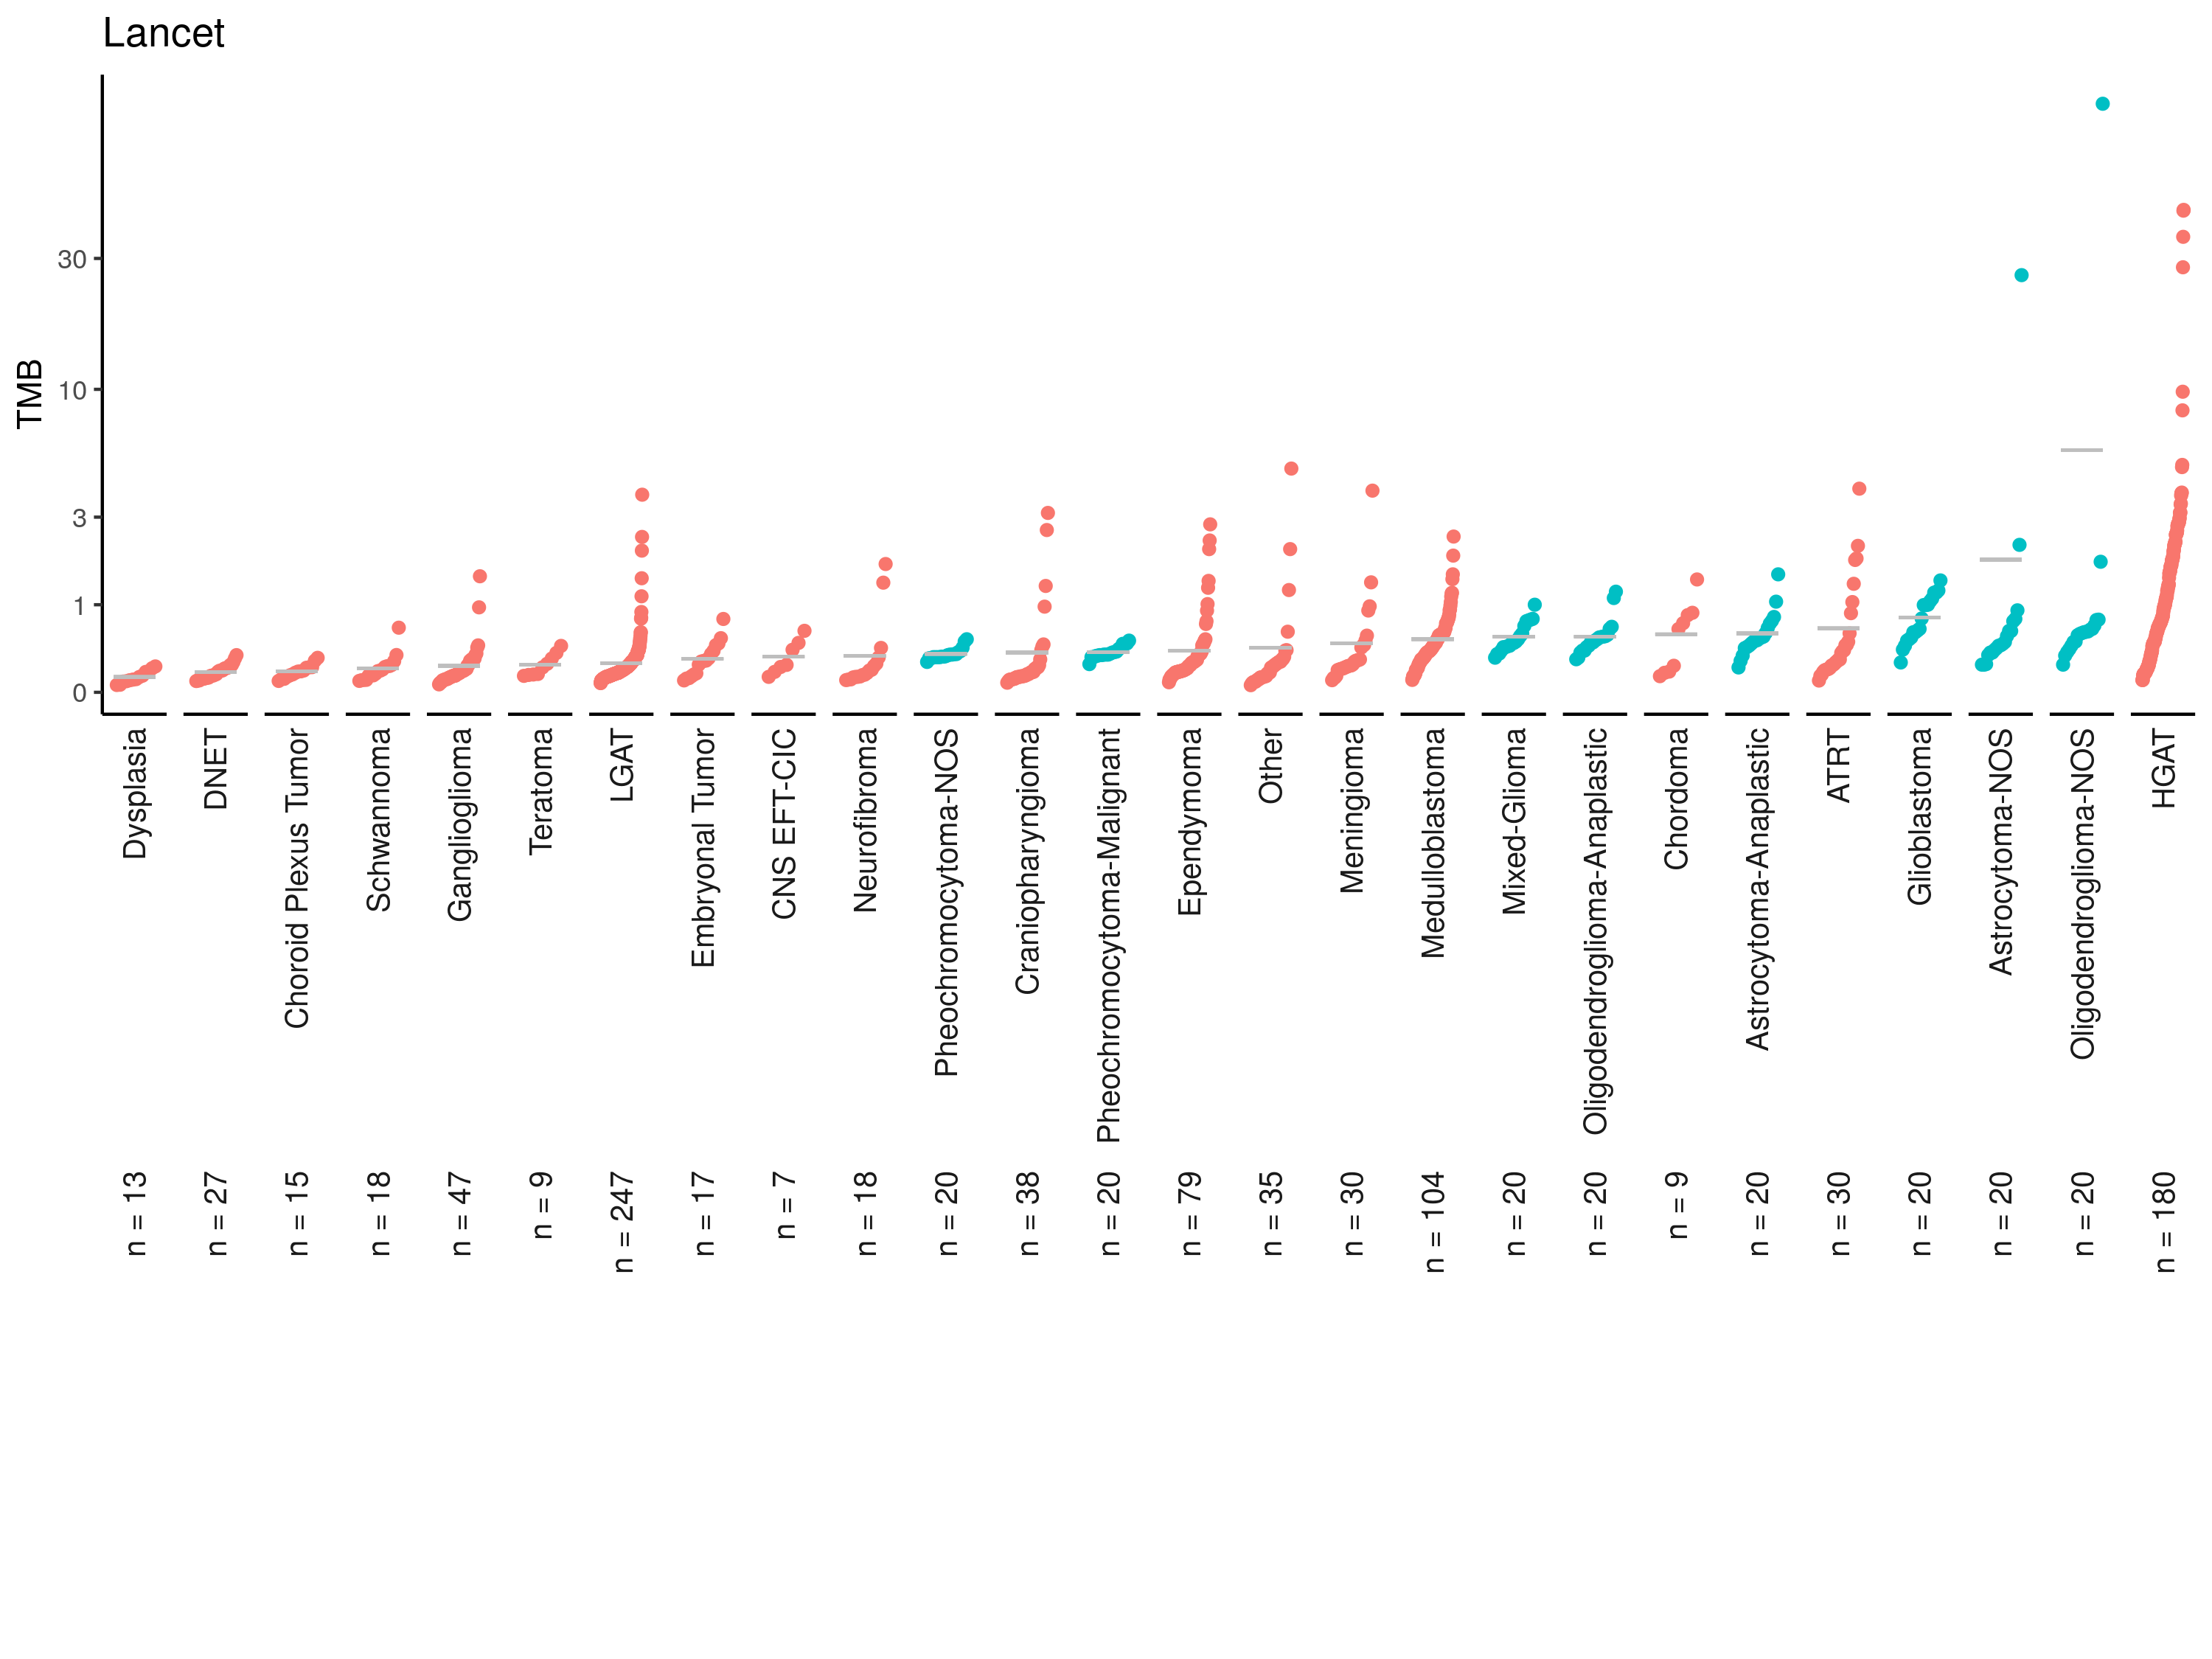 Lancet
TMB
30
10
3
1
0
Dysplasia
DNET
Choroid Plexus Tumor
Schwannoma
Ganglioglioma
Teratoma
LGAT
Embryonal Tumor
CNS EFT-CIC
Neurofibroma
Pheochromocytoma-NOS
Craniopharyngioma
Pheochromocytoma-Malignant
Ependymoma
Other
Meningioma
Medulloblastoma
Mixed-Glioma
Oligodendroglioma-Anaplastic
Chordoma
Astrocytoma-Anaplastic
ATRT
Glioblastoma
Astrocytoma-NOS
Oligodendroglioma-NOS
HGAT
n = 13
n = 27
n = 15
n = 18
n = 47
n = 9
n = 247
n = 17
n = 7
n = 18
n = 20
n = 38
n = 20
n = 79
n = 35
n = 30
n = 104
n = 20
n = 20
n = 9
n = 20
n = 30
n = 20
n = 20
n = 20
n = 180